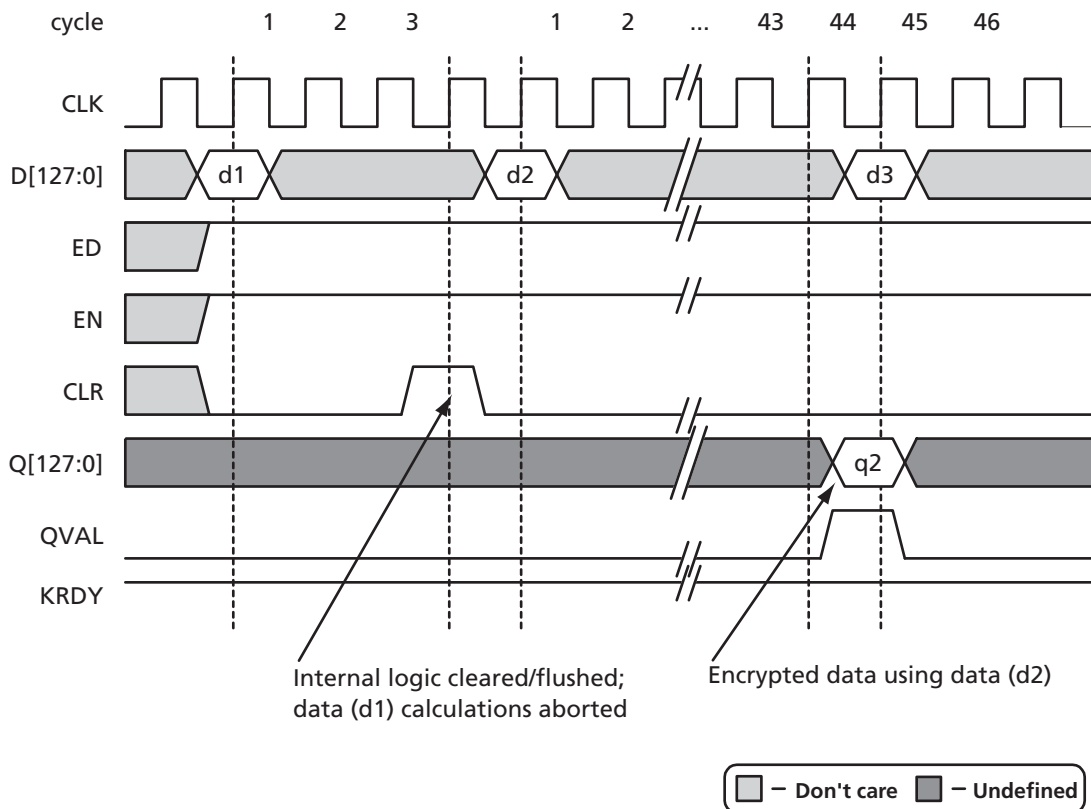 cycle 1 2 3 1 2 ... 43 44 45 46
CLK
D[127:0] d1 d2 d3
ED
EN
CLR
Q[127:0] q2
QVAL
KRDY
Internal logic cleared/flushed;
data (d1) calculations aborted
Encrypted data using data (d2)
– Don't care – Undefined